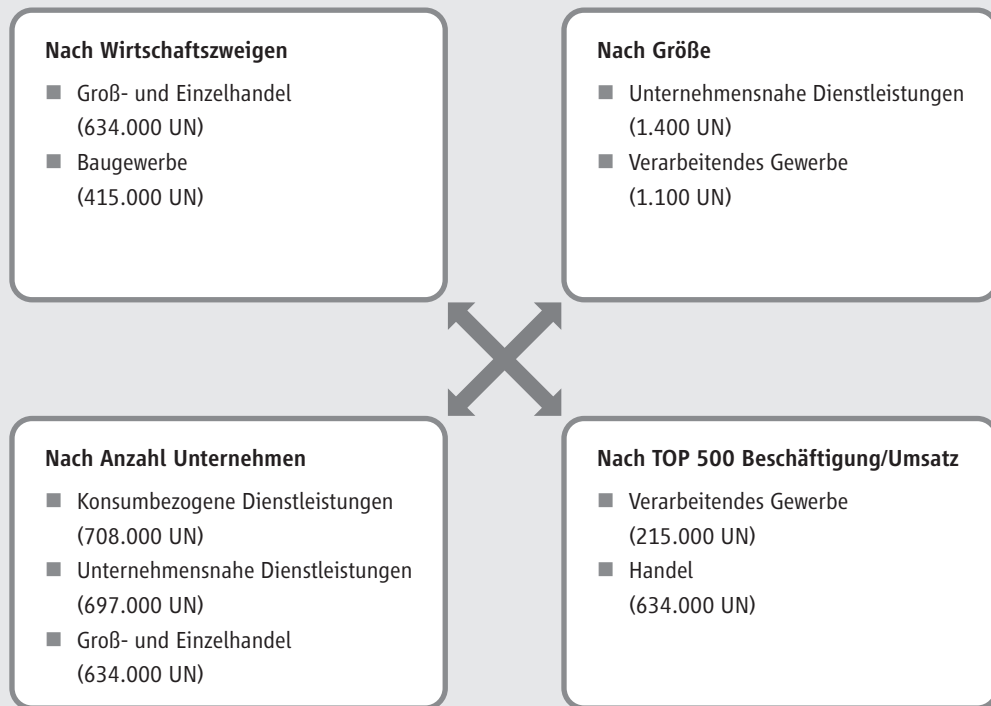 Nach Wirtschaftszweigen
■ Groß- und Einzelhandel
(634.000 UN)
■ Baugewerbe
(415.000 UN)
Nach Größe
■ Unternehmensnahe Dienstleistungen
(1.400 UN)
■ Verarbeitendes Gewerbe
(1.100 UN)
Nach Anzahl Unternehmen
■ Konsumbezogene Dienstleistungen
(708.000 UN)
■ Unternehmensnahe Dienstleistungen
(697.000 UN)
■ Groß- und Einzelhandel
(634.000 UN)
Nach TOP 500 Beschäftigung/Umsatz
■ Verarbeitendes Gewerbe
(215.000 UN)
■ Handel
(634.000 UN)